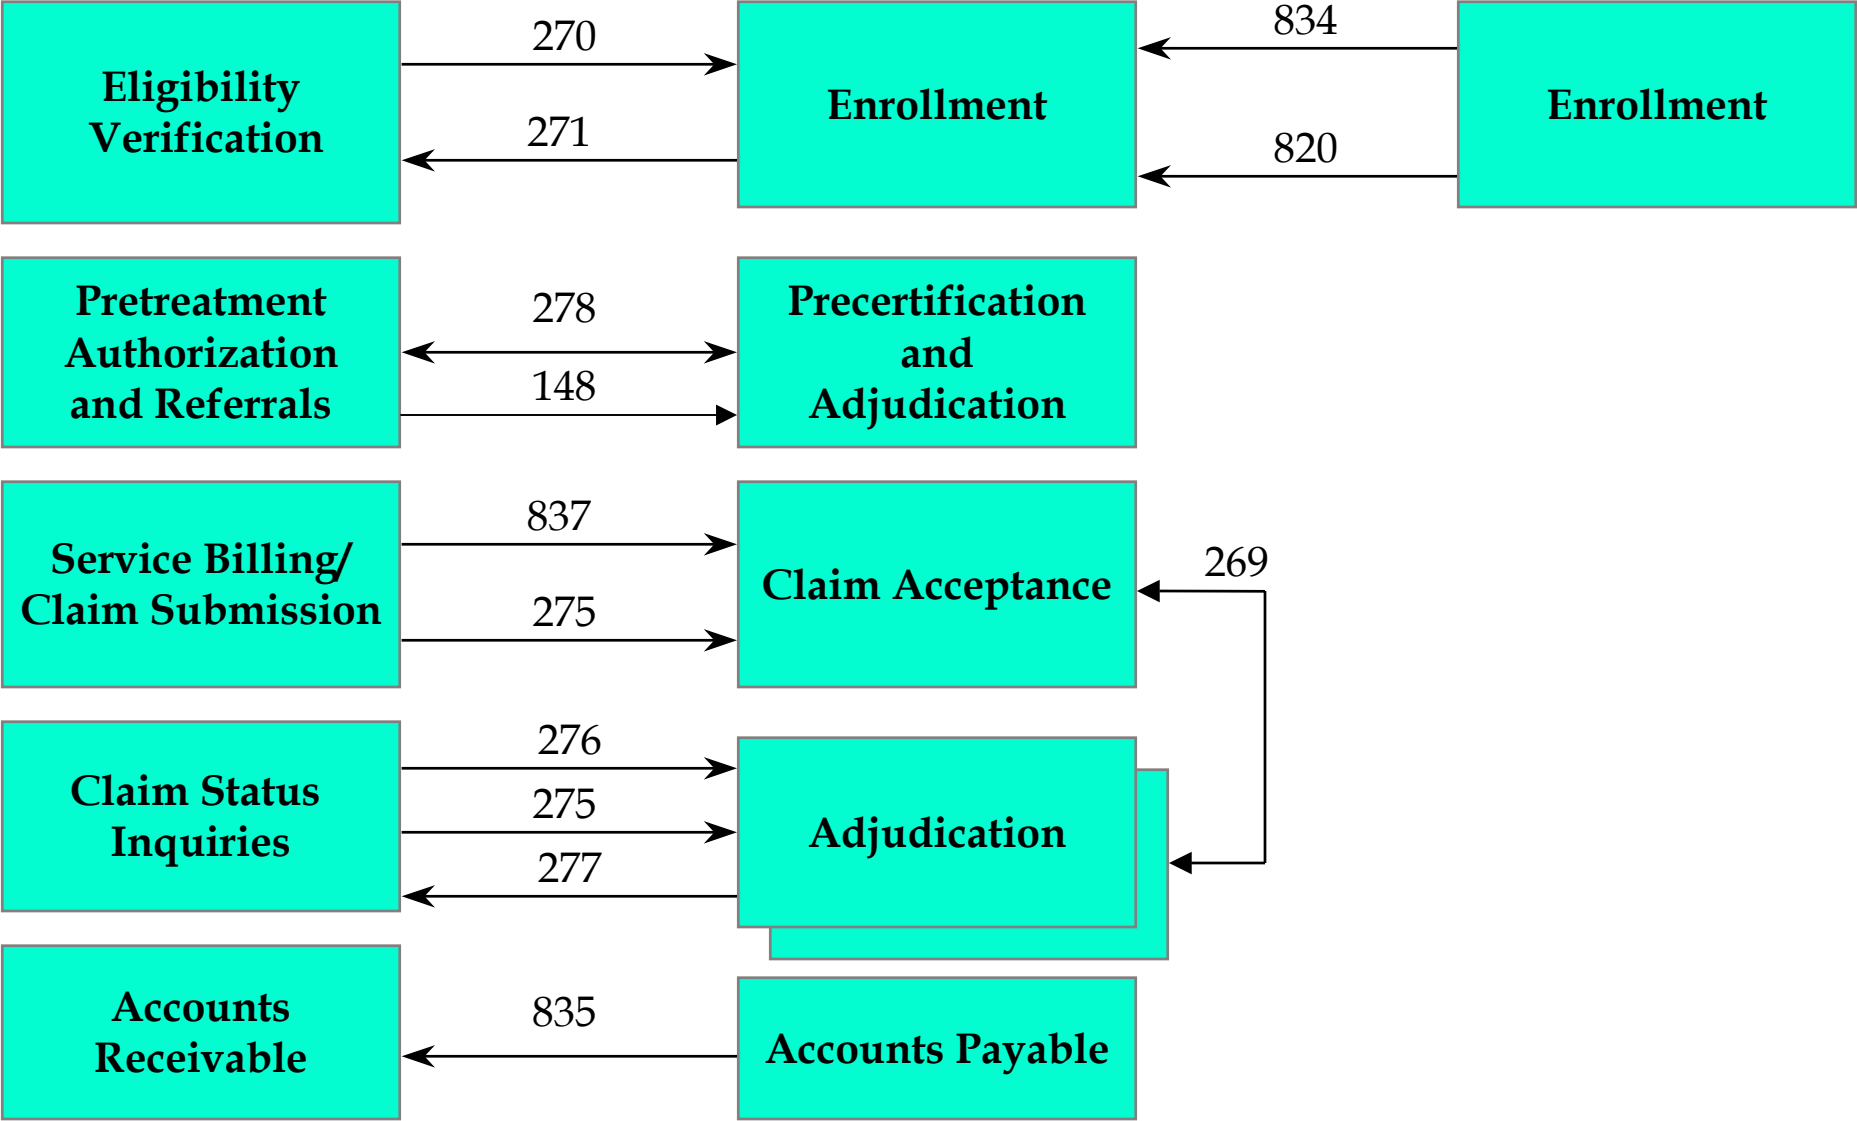 270
834
Eligibility
Verification
Enrollment
Enrollment
271
820
Pretreatment
Authorization
and Referrals
278
148
Precertification
and
Adjudication
Service Billing/
Claim Submission
837
275
Claim Acceptance
269
Claim Status
Inquiries
276
275
277
Adjudication
Accounts
Receivable
835
Accounts Payable